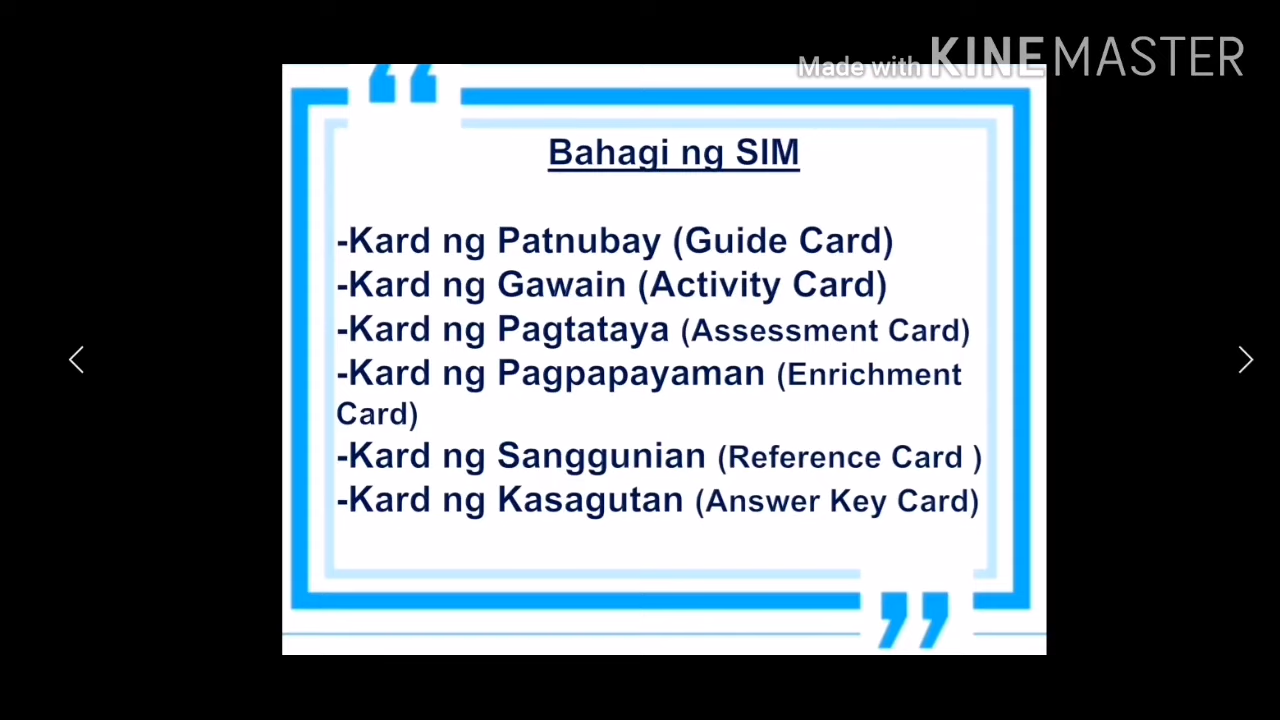 Made with KINEMASTER
Bahagi ng SIM
-Kard ng Patnubay (Guide Card)
-Kard ng Gawain (Activity Card)
-Kard ng Pagtataya (Assessment Card)
-Kard ng Pagpapayaman (Enrichment
Card)
-Kard ng Sanggunian (Reference Card )
-Kard ng Kasagutan (Answer Key Card)